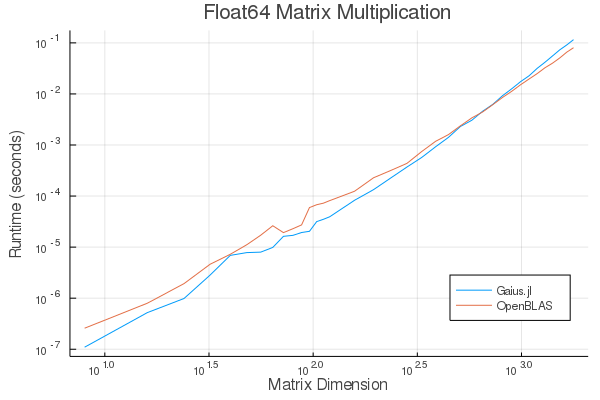 Float64 Matrix Multiplication
Runtime (seconds)
10^-1
10^-2
10^-3
10^-4
10^-5
10^-6
10^-7
Gaius.jl
OpenBLAS
10^1.0 10^1.5 10^2.0 10^2.5 10^3.0
Matrix Dimension